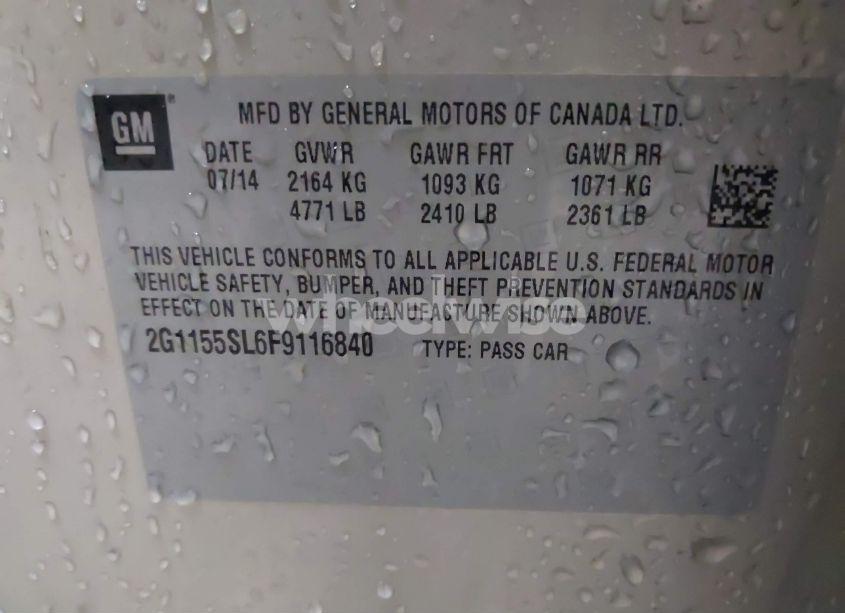 GM®
MFD BY GENERAL MOTORS OF CANADA LTD.
DATE GVWR GAWR FRT GAWR RR
07/14 2164 KG 1093 KG 1071 KG
4771 LB 2410 LB 2361 LB
THIS VEHICLE CONFORMS TO ALL APPLICABLE U.S. FEDERAL MOTOR
VEHICLE SAFETY, BUMPER, AND THEFT PREVENTION STANDARDS IN
EFFECT ON THE DATE OF MANUFACTURE SHOWN ABOVE.
wheelwise
2G1155SL6F9116840 TYPE: PASS CAR